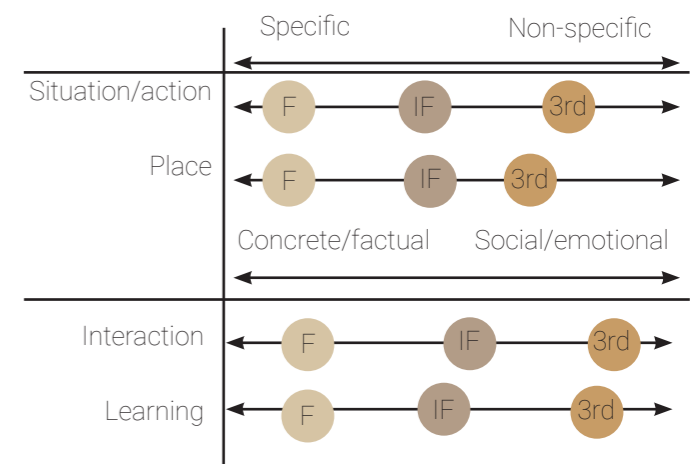 Specific Non-specific
Situation/action F IF 3rd
Place F IF 3rd
Concrete/factual Social/emotional
Interaction F IF 3rd
Learning F IF 3rd